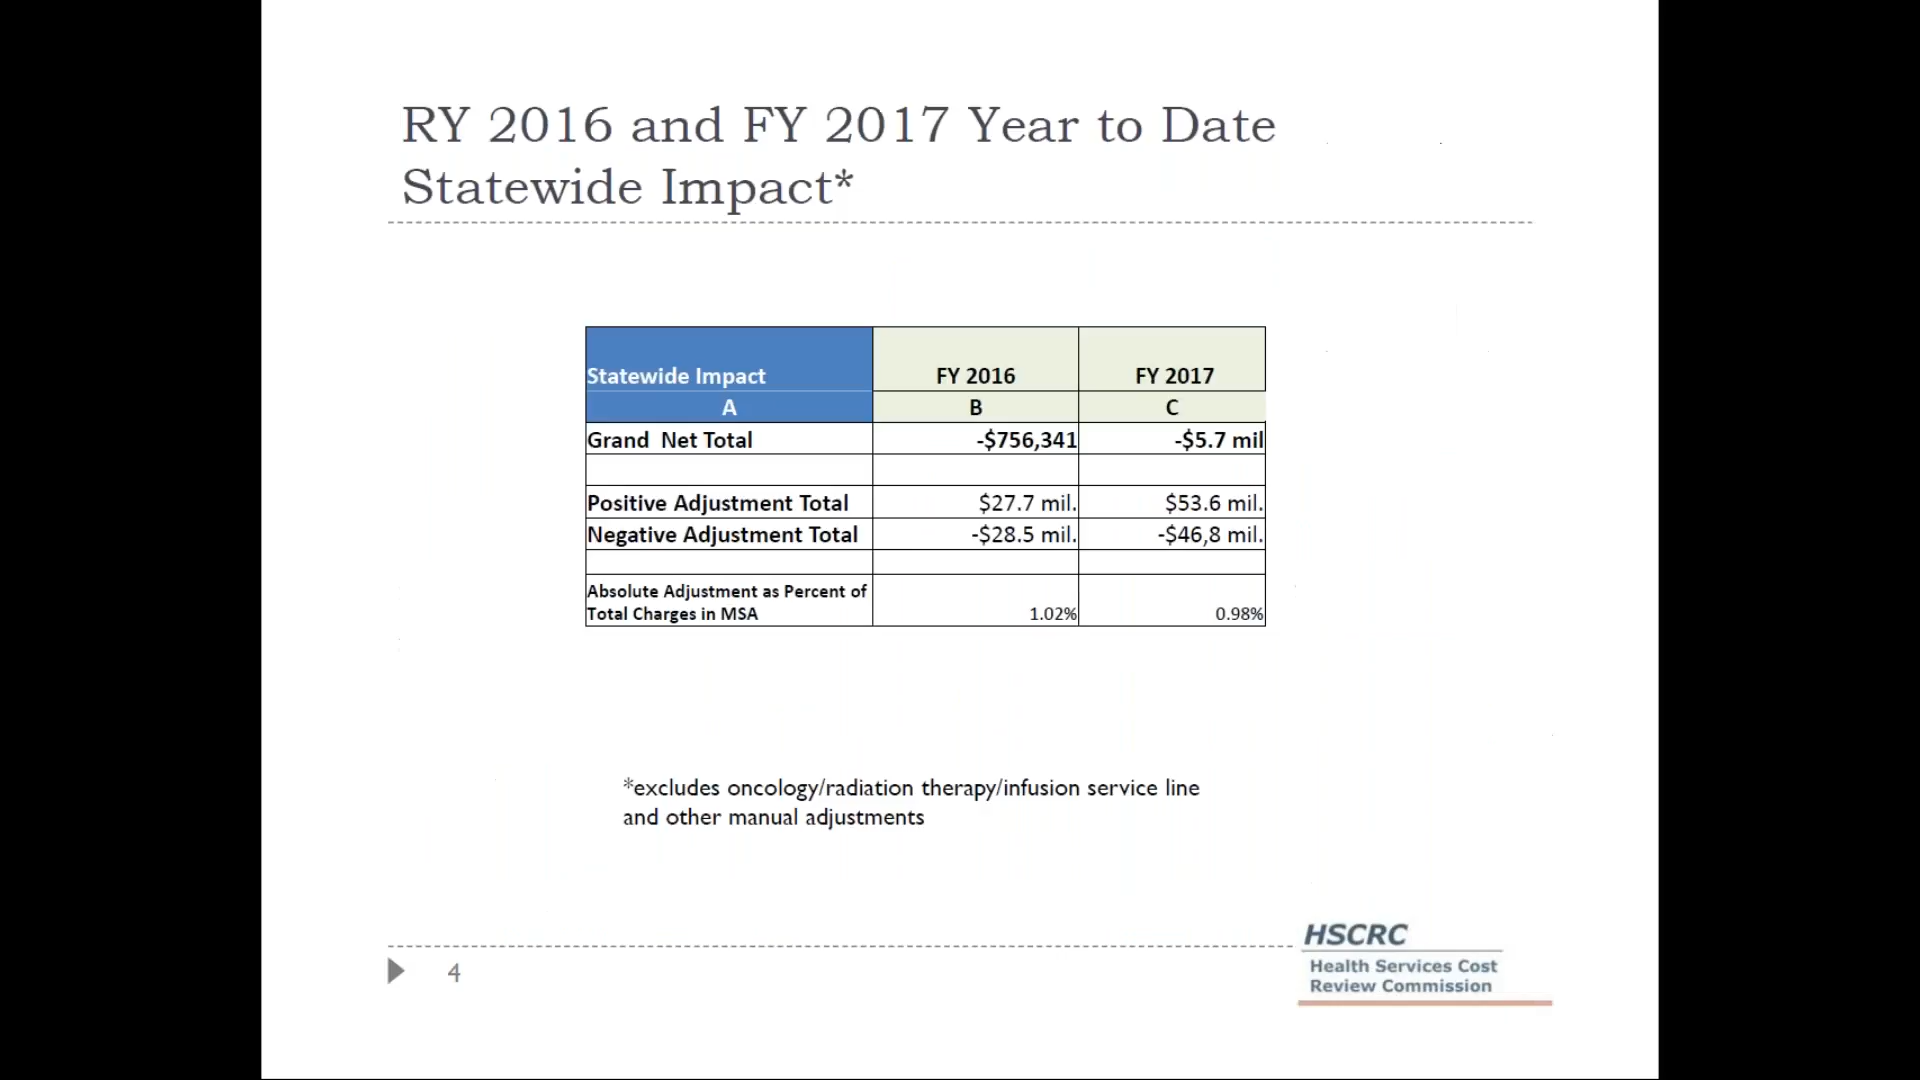 RY 2016 and FY 2017 Year to Date
Statewide Impact*
Statewide Impact FY 2016 FY 2017
A B C
Grand Net Total -$756,341 -$5.7 mil
Positive Adjustment Total $27.7 mil. $53.6 mil.
Negative Adjustment Total -$28.5 mil. -$46,8 mil.
Absolute Adjustment as Percent of
Total Charges in MSA 1.02% 0.98%
*excludes oncology/radiation therapy/infusion service line
and other manual adjustments
4
HSCRC
Health Services Cost
Review Commission